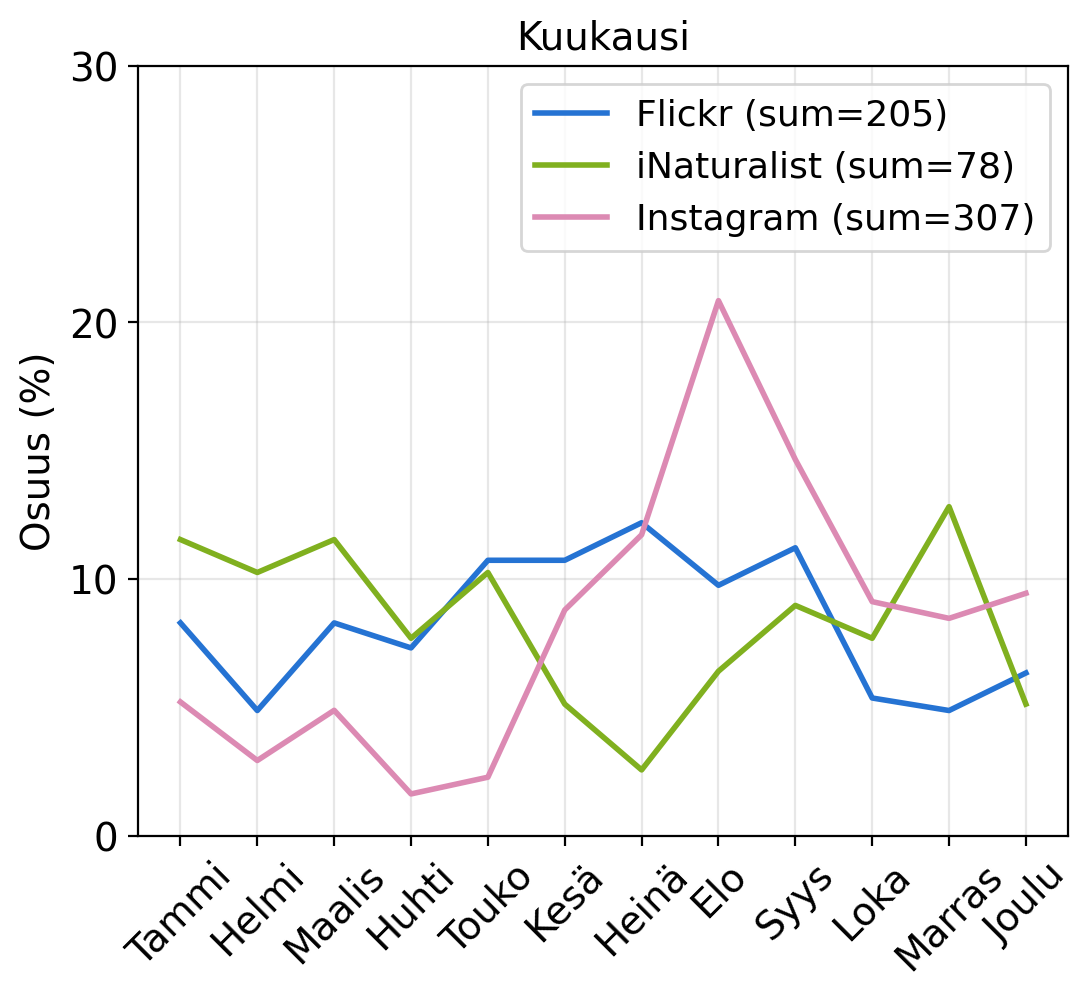 Kuukausi
30
20
10
0
Osuus (%)
Flickr (sum=205)
iNaturalist (sum=78)
Instagram (sum=307)
Tammi
Helmi
Maalis
Huhti
Touko
Kesä
Heinä
Elo
Syys
Loka
Marras
Joulu